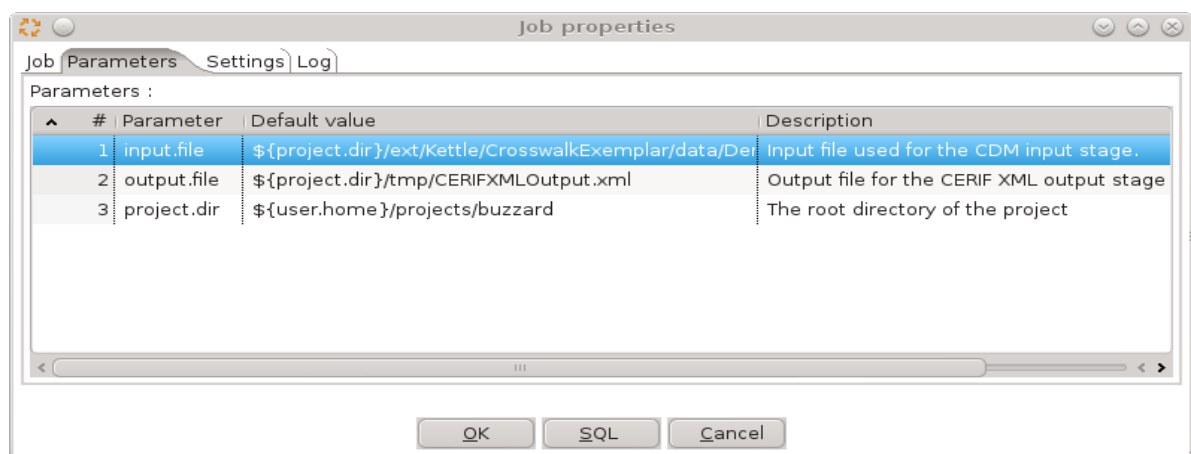 Job properties
Job Parameters Settings Log
Parameters :
# Parameter Default value Description
1 input.file ${project.dir}/ext/Kettle/CrosswalkExemplar/data/Der Input file used for the CDM input stage.
2 output.file ${project.dir}/tmp/CERIFXMLOutput.xml Output file for the CERIF XML output stage
3 project.dir ${user.home}/projects/buzzard The root directory of the project
OK SQL Cancel